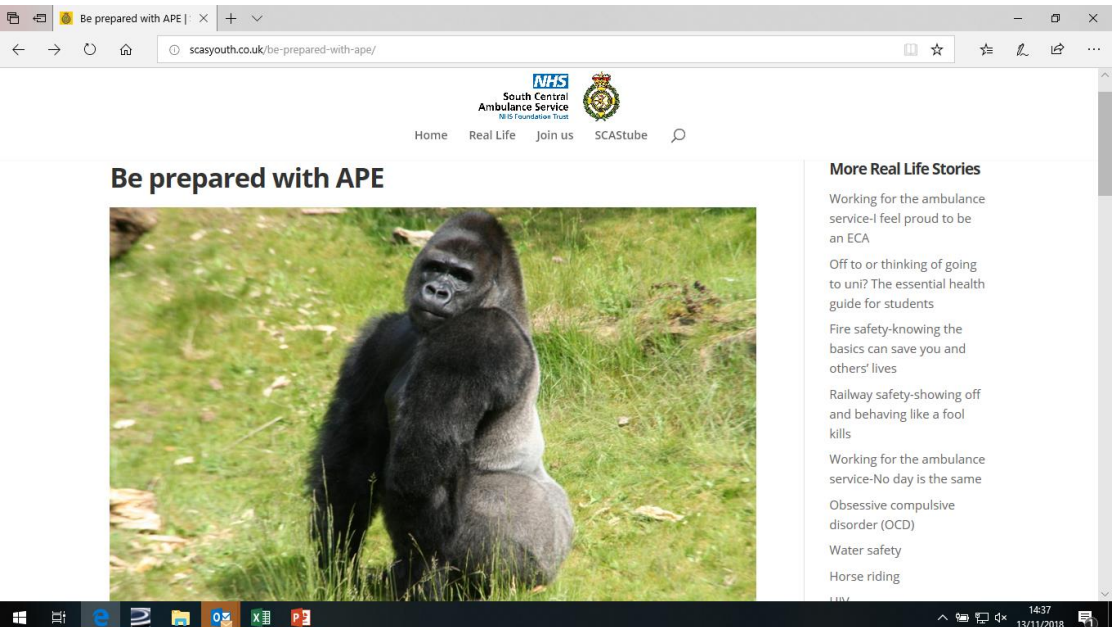 Be prepared with APE | S
scasyouth.co.uk/be-prepared-with-ape/
NHS
South Central
Ambulance Service
NHS Foundation Trust
Home Real Life Join us SCAStube
Be prepared with APE
More Real Life Stories
Working for the ambulance
service-I feel proud to be
an ECA
Off to or thinking of going
to uni? The essential health
guide for students
Fire safety-knowing the
basics can save you and
others' lives
Railway safety-showing off
and behaving like a fool
kills
Working for the ambulance
service-No day is the same
Obsessive compulsive
disorder (OCD)
Water safety
Horse riding
HIV
14:37
13/11/2018